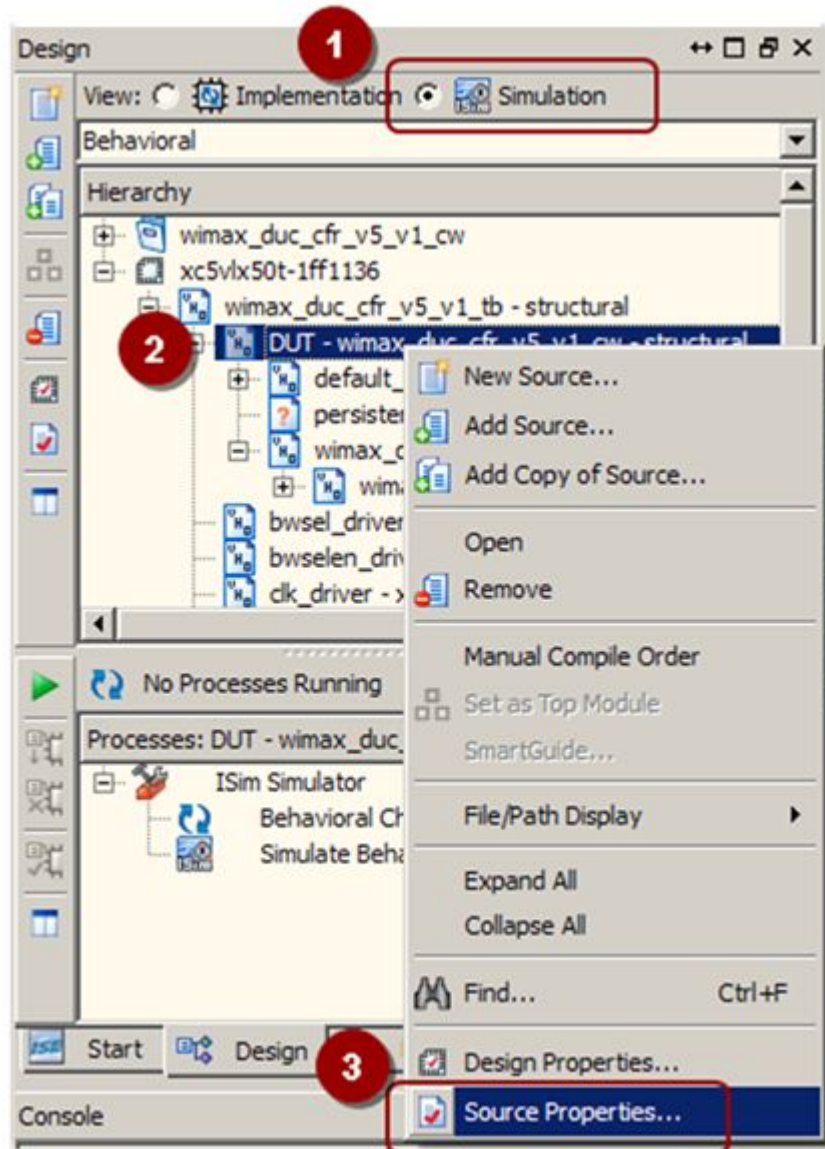 Design
1
View: Implementation Simulation
Behavioral
Hierarchy
wimax_duc_cfr_v5_v1_cw
xc5vlx50t-1ff1136
wimax_duc_cfr_v5_v1_tb - structural
2
DUT - wimax_duc_cfr_v5_v1_cw - structural
default_
persister
wimax_d
wima
bwsel_driver
bwselen_driv
clk_driver - x
New Source...
Add Source...
Add Copy of Source...
Open
Remove
Manual Compile Order
Set as Top Module
SmartGuide...
File/Path Display
Expand All
Collapse All
Find... Ctrl+F
Design Properties...
Source Properties...
No Processes Running
Processes: DUT - wimax_duc_
ISim Simulator
Behavioral Ch
Simulate Beha
ISE Start Design
3
Console